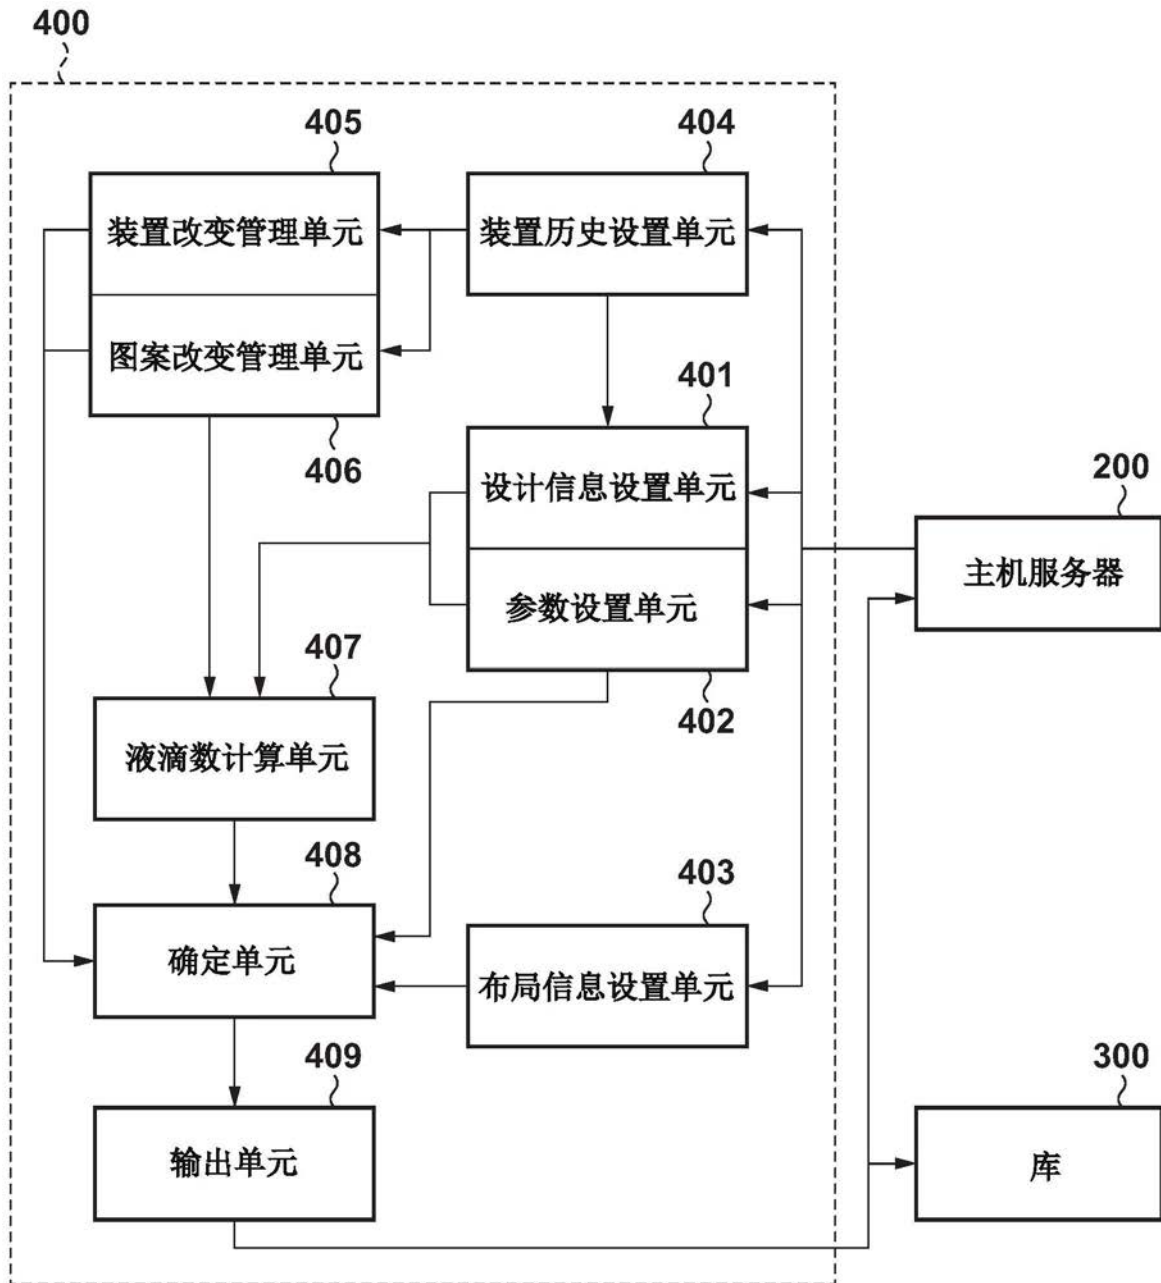 400
405
404
装置改变管理单元
装置历史设置单元
图案改变管理单元
401
406
200
设计信息设置单元
主机服务器
参数设置单元
407
402
液滴数计算单元
408
403
确定单元
布局信息设置单元
409
300
输出单元
库